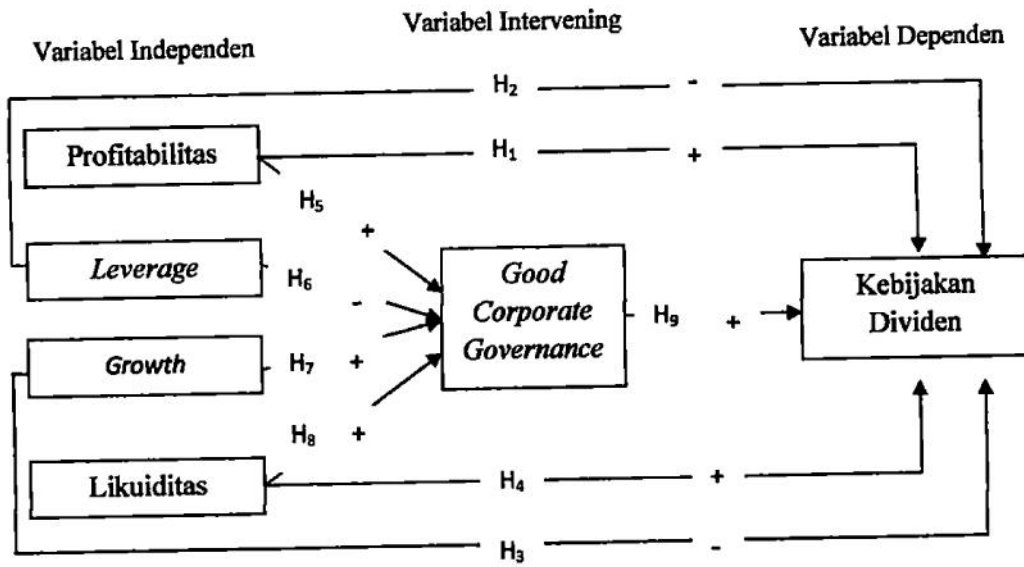 Variabel Intervening
Variabel Independen
Variabel Dependen
H₂ -
Profitabilitas
H₁ +
H₅ +
Leverage
H₆ -
Good
Corporate
Governance
H₉ +
Kebijakan
Dividen
Growth
H₇ +
H₈ +
Likuiditas
H₄ +
H₃ -